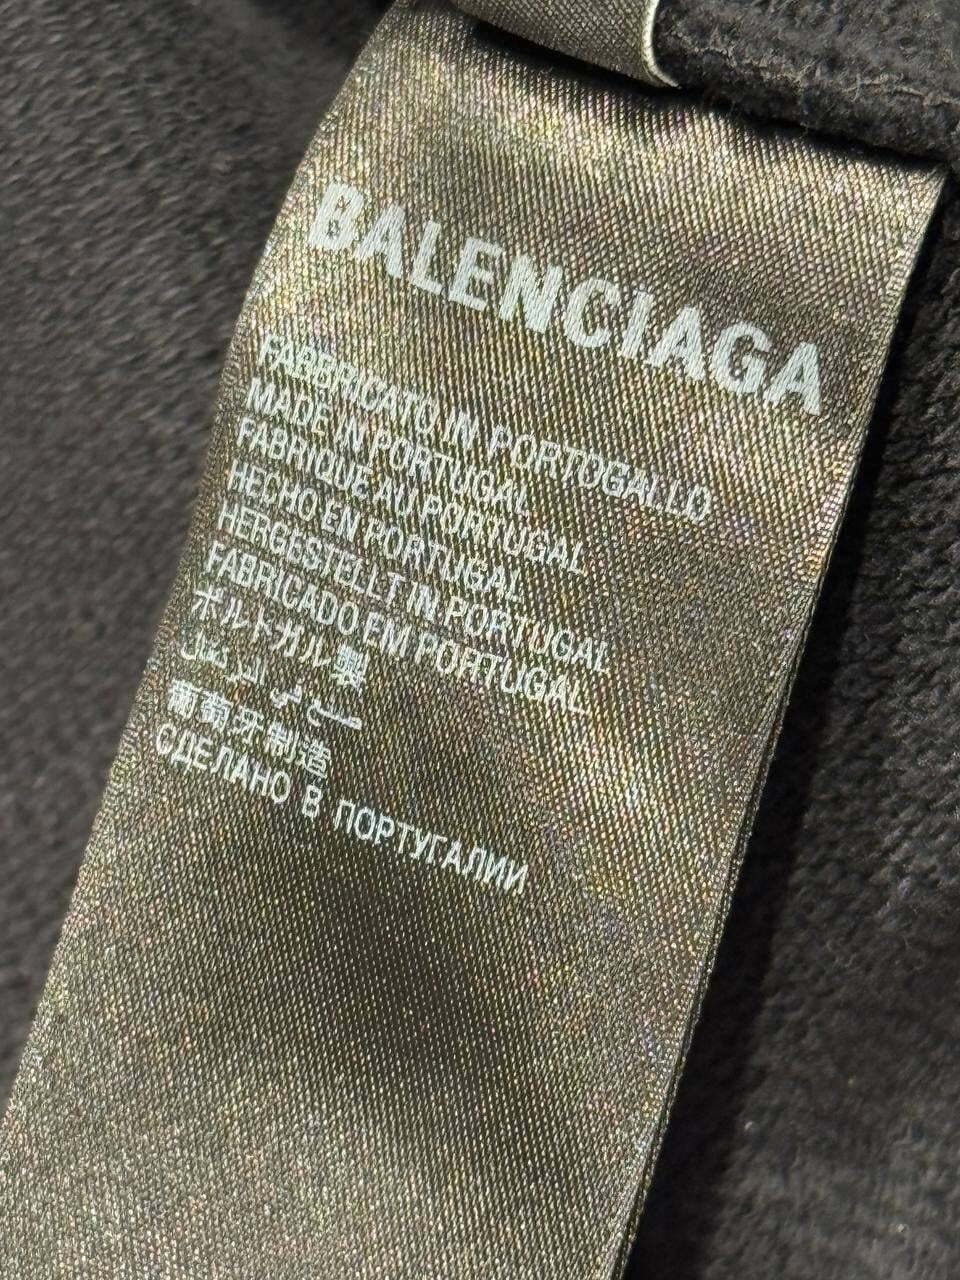 BALENCIAGA
FABBRICATO IN PORTOGALLO
MADE IN PORTUGAL
FABRIQUE AU PORTUGAL
HECHO EN PORTUGAL
HERGESTELLT IN PORTUGAL
FABRICADO EM PORTUGAL
ポルトガル製
صنع في البرتغال
葡萄牙制造
СДЕЛАНО В ПОРТУГАЛИИ